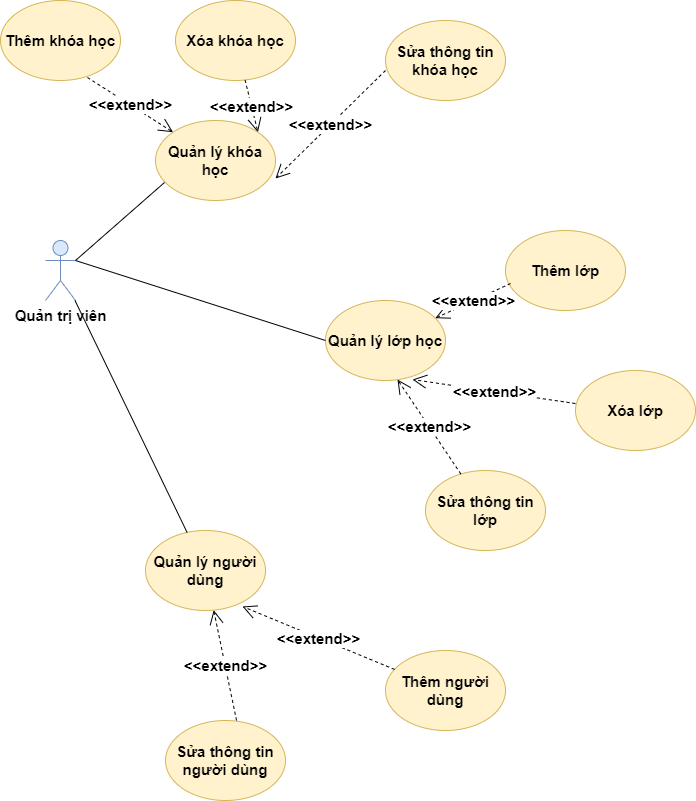 Thêm khóa học
Xóa khóa học
Sửa thông tin
khóa học
<<extend>>
<<extend>>
<<extend>>
Quản lý khóa
học
Quản trị viên
Thêm lớp
<<extend>>
Quản lý lớp học
<<extend>>
Xóa lớp
<<extend>>
Sửa thông tin
lớp
Quản lý người
dùng
<<extend>>
<<extend>>
Thêm người
dùng
Sửa thông tin
người dùng